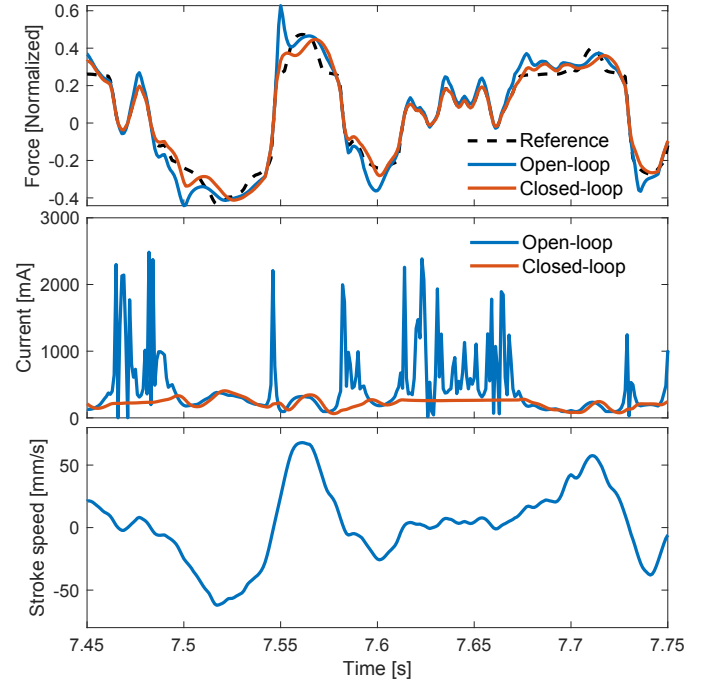 Force [Normalized]
0.6
0.4
0.2
0
-0.2
-0.4
Reference
Open-loop
Closed-loop
Current [mA]
3000
2000
1000
0
Open-loop
Closed-loop
Stroke speed [mm/s]
50
0
-50
7.45 7.5 7.55 7.6 7.65 7.7 7.75
Time [s]